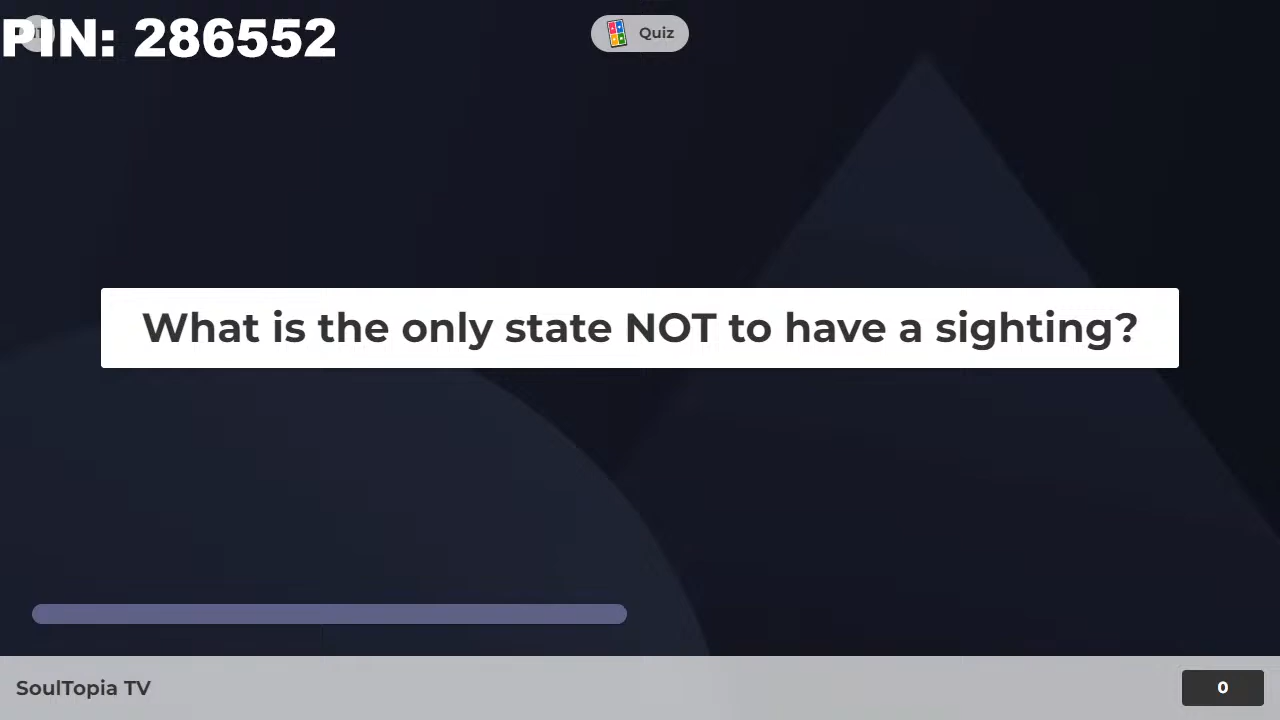 PIN: 286552
Quiz
What is the only state NOT to have a sighting?
SoulTopia TV
0